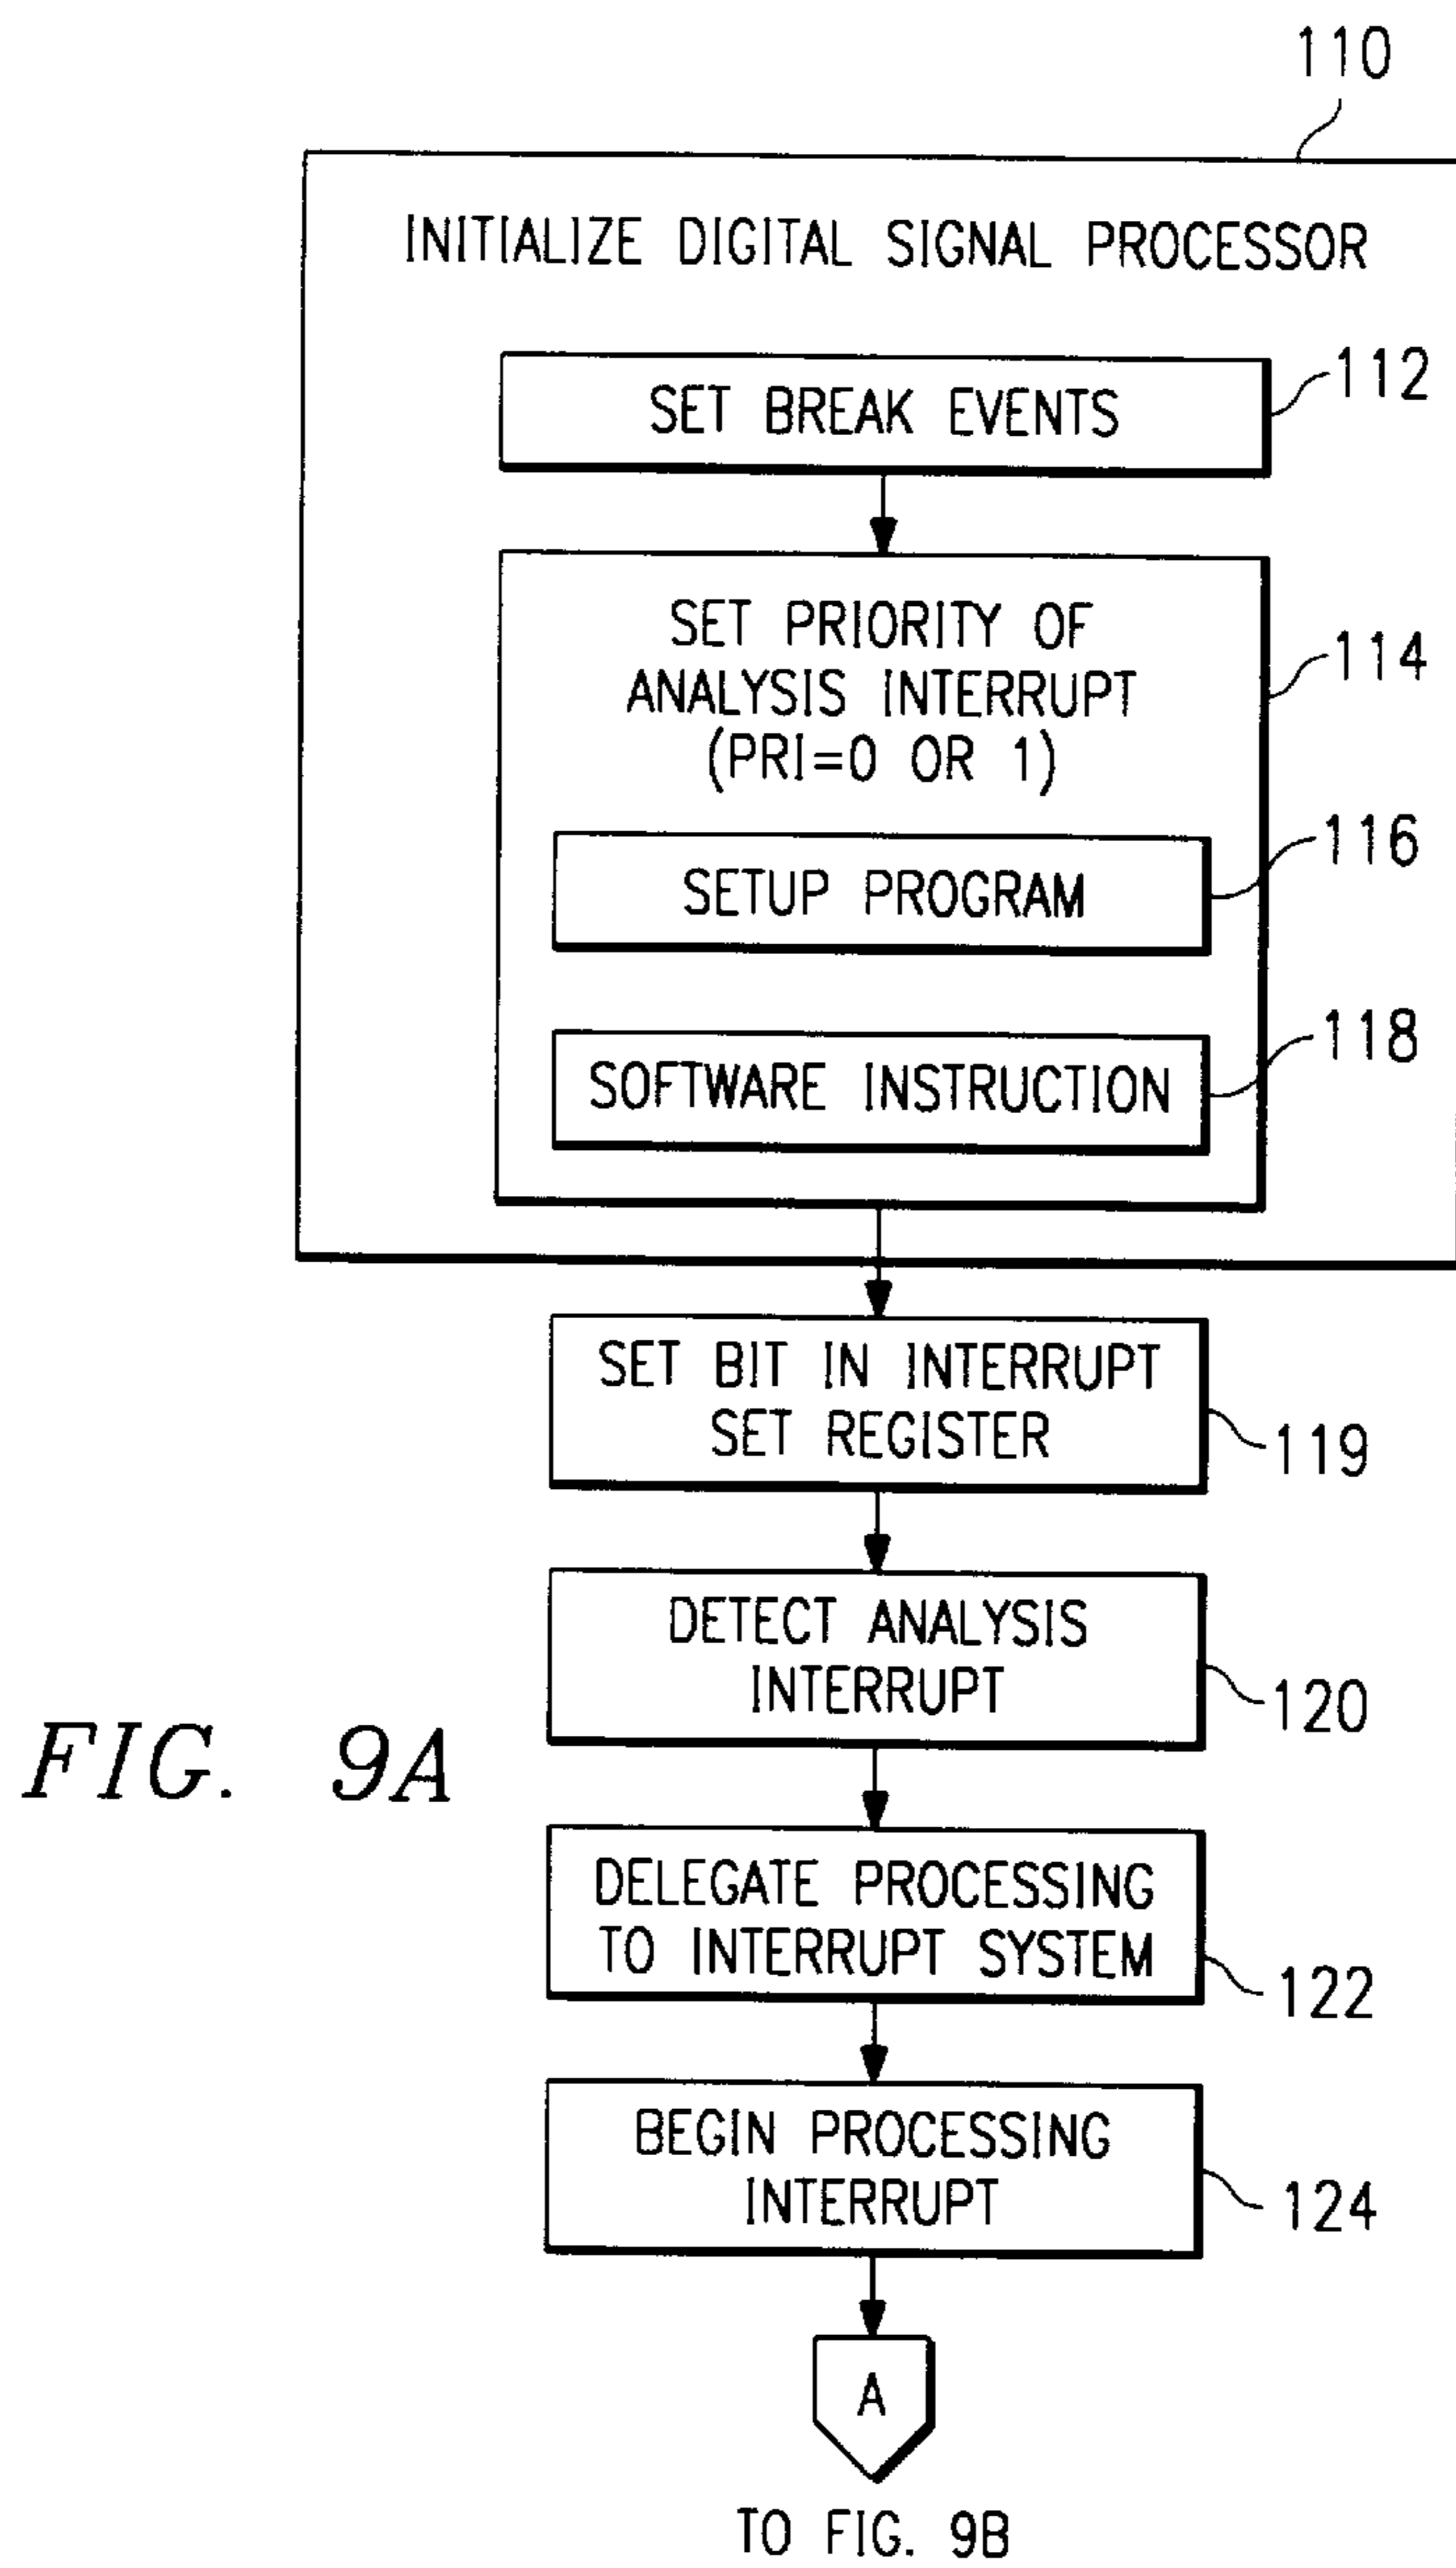 110
INITIALIZE DIGITAL SIGNAL PROCESSOR
SET BREAK EVENTS
112
SET PRIORITY OF
ANALYSIS INTERRUPT
(PRI=0 OR 1)
114
SETUP PROGRAM
116
SOFTWARE INSTRUCTION
118
SET BIT IN INTERRUPT
SET REGISTER
119
DETECT ANALYSIS
INTERRUPT
120
FIG. 9A
DELEGATE PROCESSING
TO INTERRUPT SYSTEM
122
BEGIN PROCESSING
INTERRUPT
124
A
TO FIG. 9B